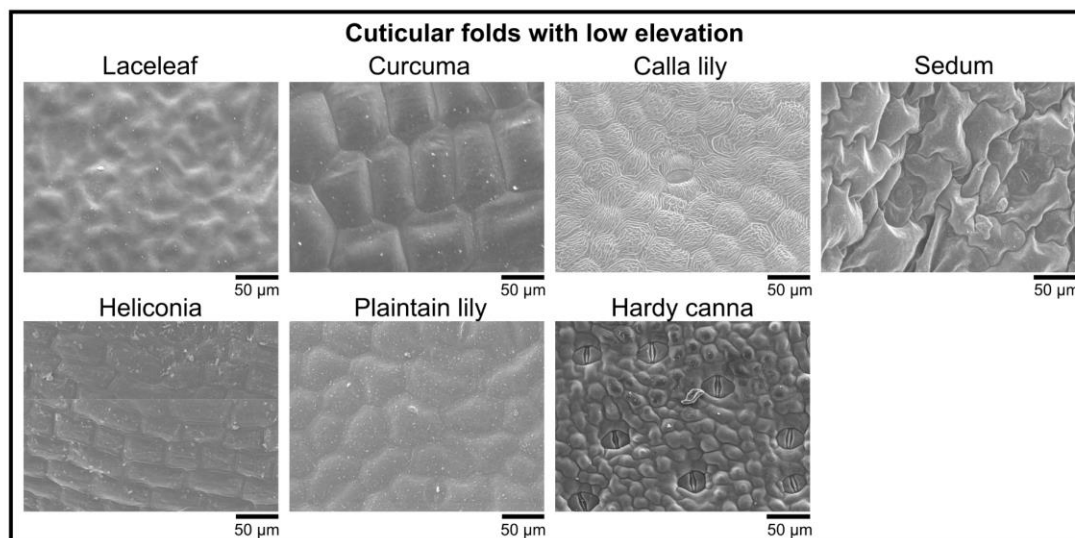 Cuticular folds with low elevation
Laceleaf
Curcuma
Calla lily
Sedum
50 µm
50 µm
50 µm
50 µm
Heliconia
Plaintain lily
Hardy canna
50 µm
50 µm
50 µm